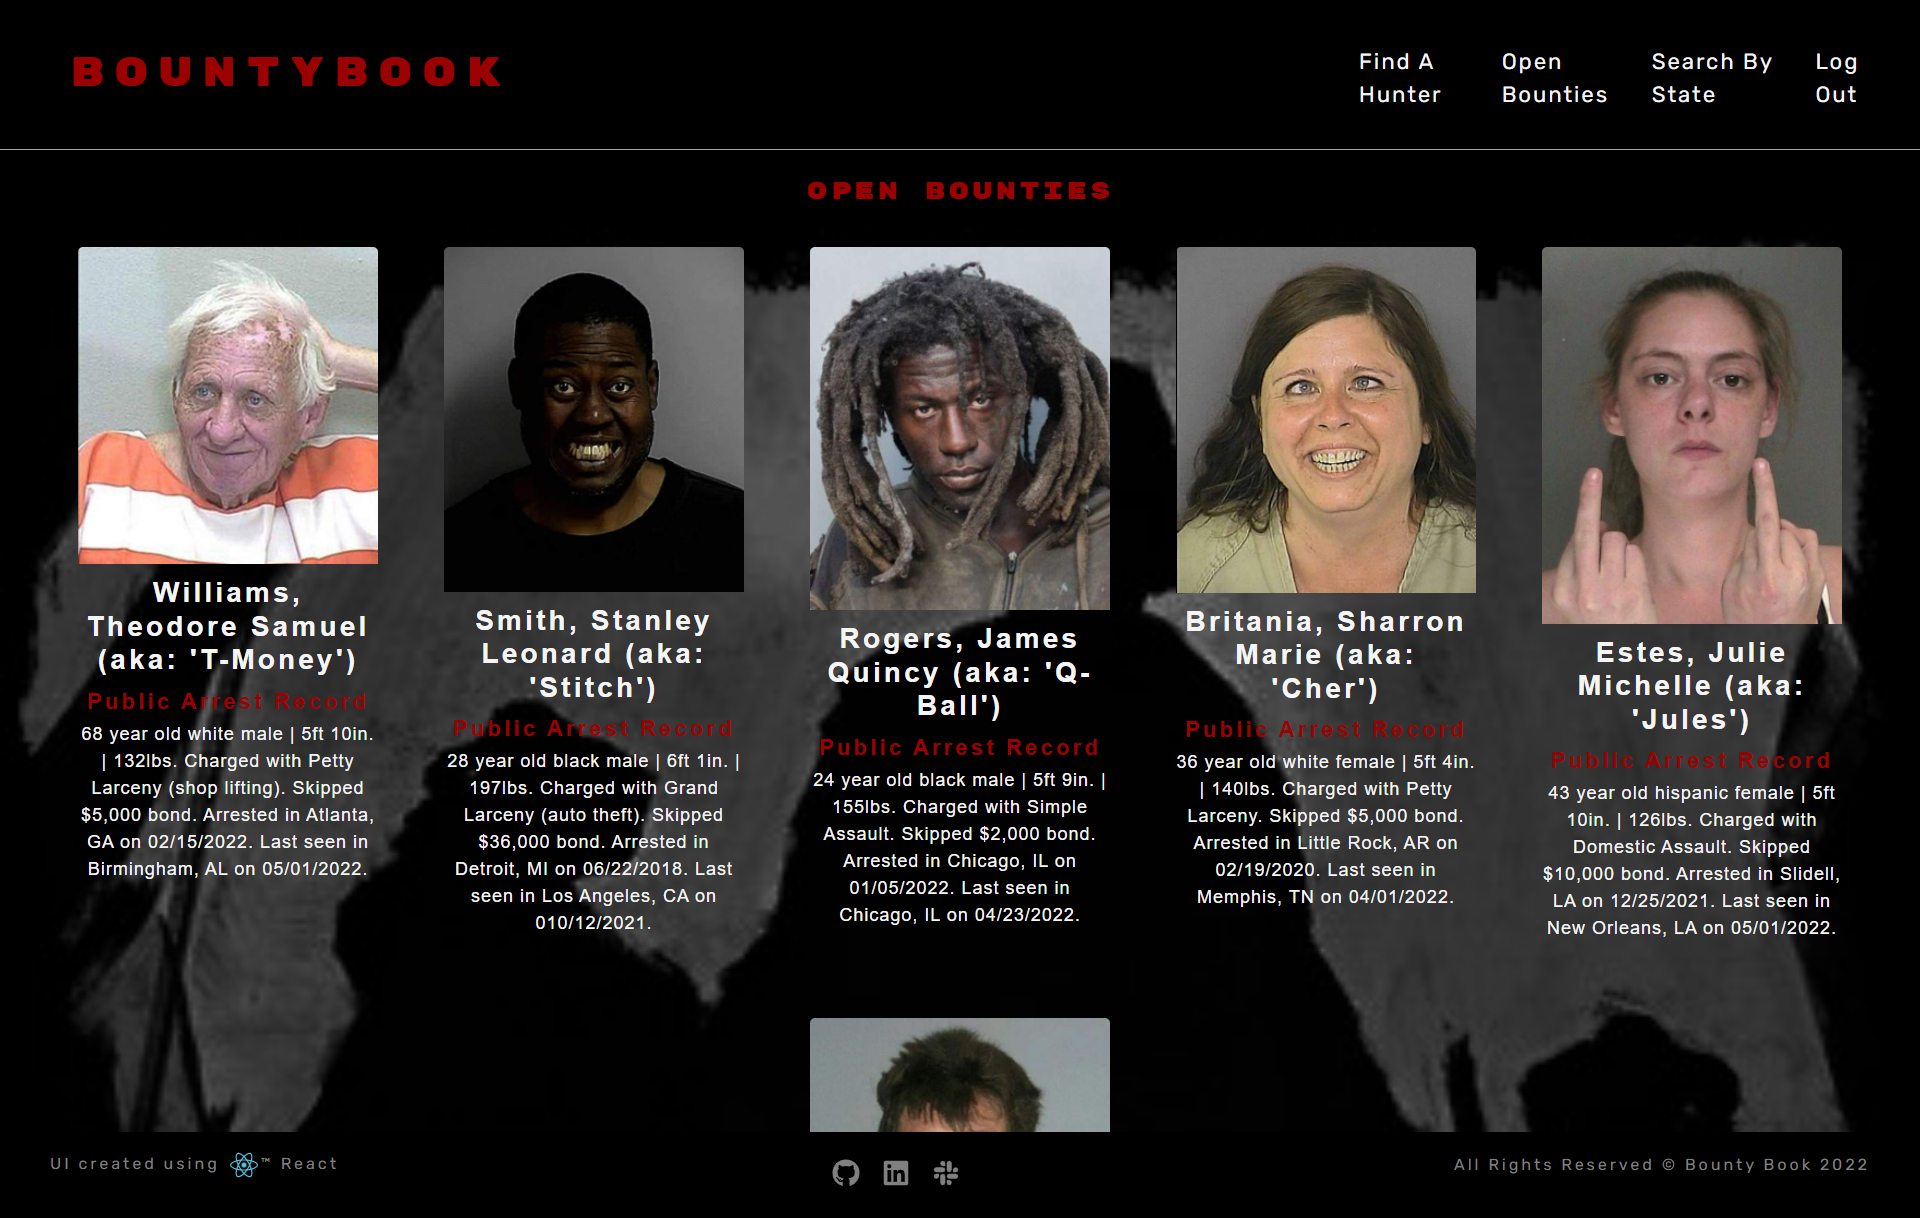 BOUNTYBOOK
Find A
Hunter
Open
Bounties
Search By
State
Log
Out
OPEN BOUNTIES
Williams,
Theodore Samuel
(aka: 'T-Money')
Public Arrest Record
68 year old white male | 5ft 10in.
| 132lbs. Charged with Petty
Larceny (shop lifting). Skipped
$5,000 bond. Arrested in Atlanta,
GA on 02/15/2022. Last seen in
Birmingham, AL on 05/01/2022.
Smith, Stanley
Leonard (aka:
'Stitch')
Public Arrest Record
28 year old black male | 6ft 1in. |
197lbs. Charged with Grand
Larceny (auto theft). Skipped
$36,000 bond. Arrested in
Detroit, MI on 06/22/2018. Last
seen in Los Angeles, CA on
010/12/2021.
Rogers, James
Quincy (aka: 'Q-
Ball')
Public Arrest Record
24 year old black male | 5ft 9in. |
155lbs. Charged with Simple
Assault. Skipped $2,000 bond.
Arrested in Chicago, IL on
01/05/2022. Last seen in
Chicago, IL on 04/23/2022.
Britania, Sharron
Marie (aka:
'Cher')
Public Arrest Record
36 year old white female | 5ft 4in.
| 140lbs. Charged with Petty
Larceny. Skipped $5,000 bond.
Arrested in Little Rock, AR on
02/19/2020. Last seen in
Memphis, TN on 04/01/2022.
Estes, Julie
Michelle (aka:
'Jules')
Public Arrest Record
43 year old hispanic female | 5ft
10in. | 126lbs. Charged with
Domestic Assault. Skipped
$10,000 bond. Arrested in Slidell,
LA on 12/25/2021. Last seen in
New Orleans, LA on 05/01/2022.
UI created using ™ React
in
All Rights Reserved © Bounty Book 2022